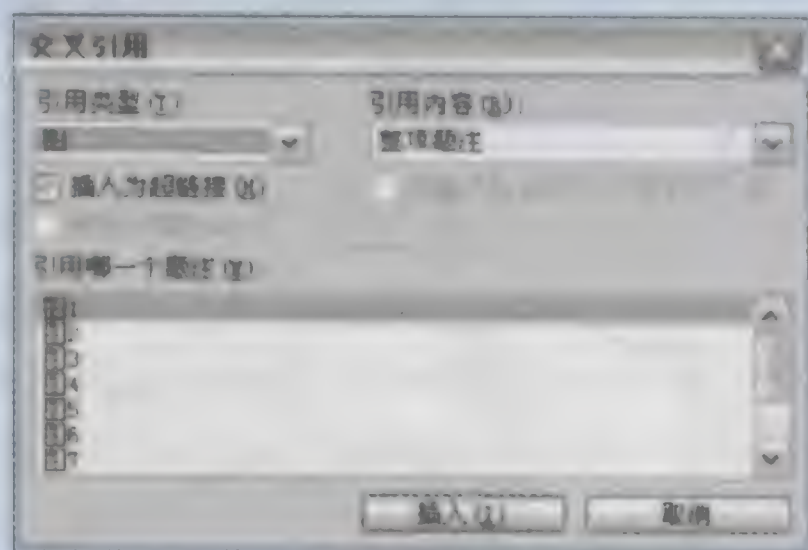 交叉引用
引用类型(T): 引用内容(R):
图 整项题注
插入为超链接(H)
引用哪一个题注(W)
图1
图2
图3
图4
图5
图6
图7
插入(I) 取消